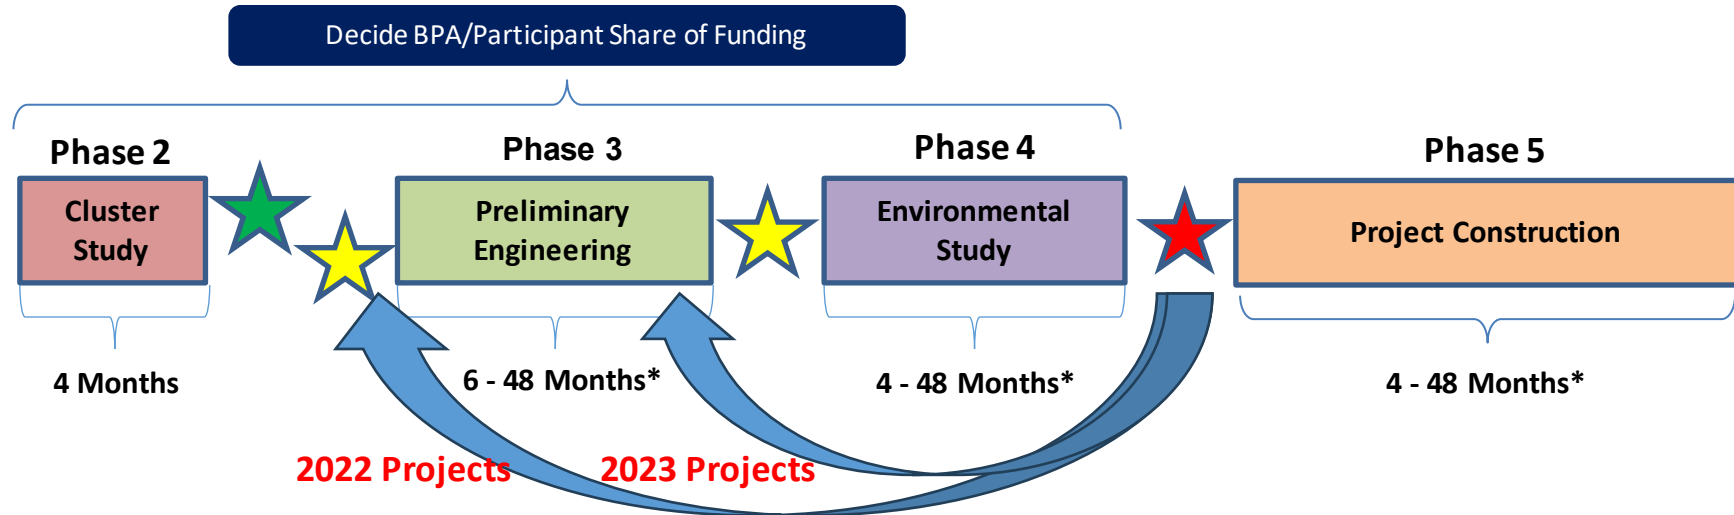 Decide BPA/Participant Share of Funding
Phase 2
Phase 3
Phase 4
Phase 5
Cluster
Study
Preliminary
Engineering
Environmental
Study
Project Construction
4 Months
6 - 48 Months*
4 - 48 Months*
4 - 48 Months*
2022 Projects
2023 Projects